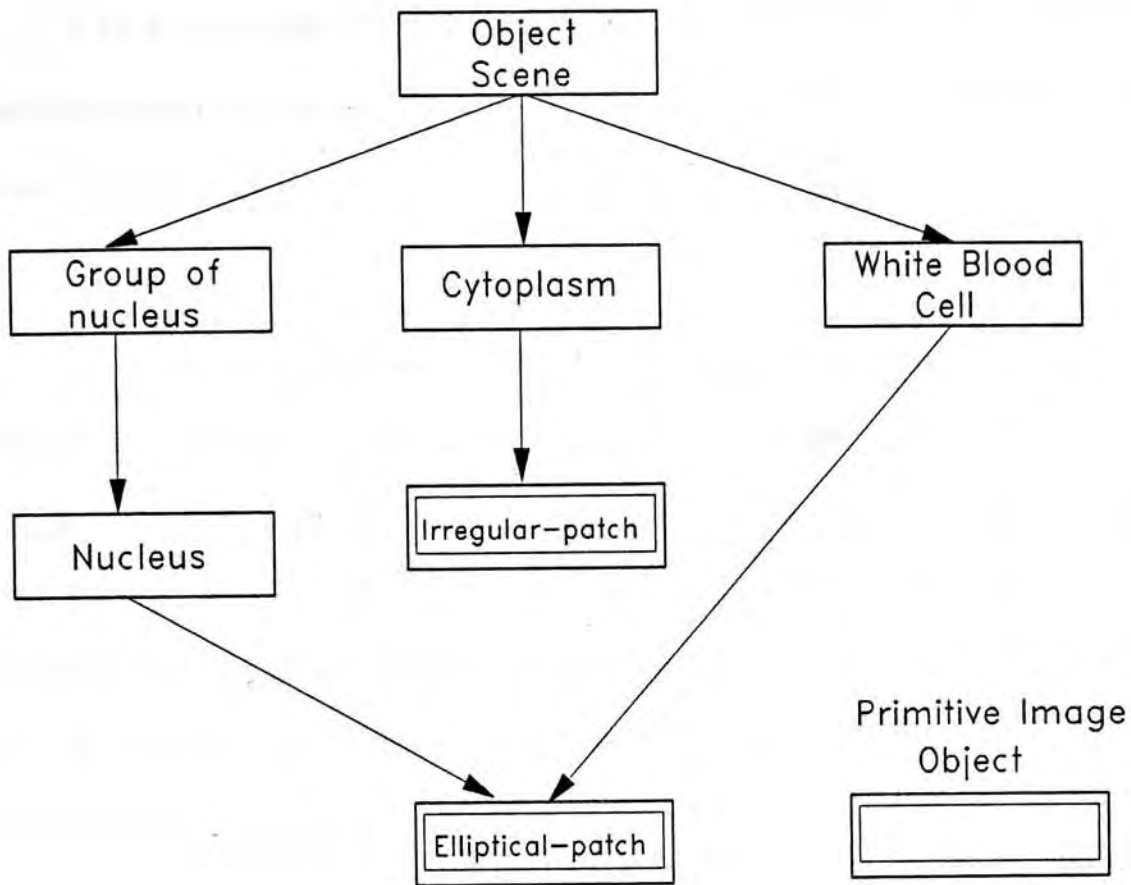 Object
Scene
Group of
nucleus
Cytoplasm
White Blood
Cell
Irregular-patch
Nucleus
Primitive Image
Object
Elliptical-patch